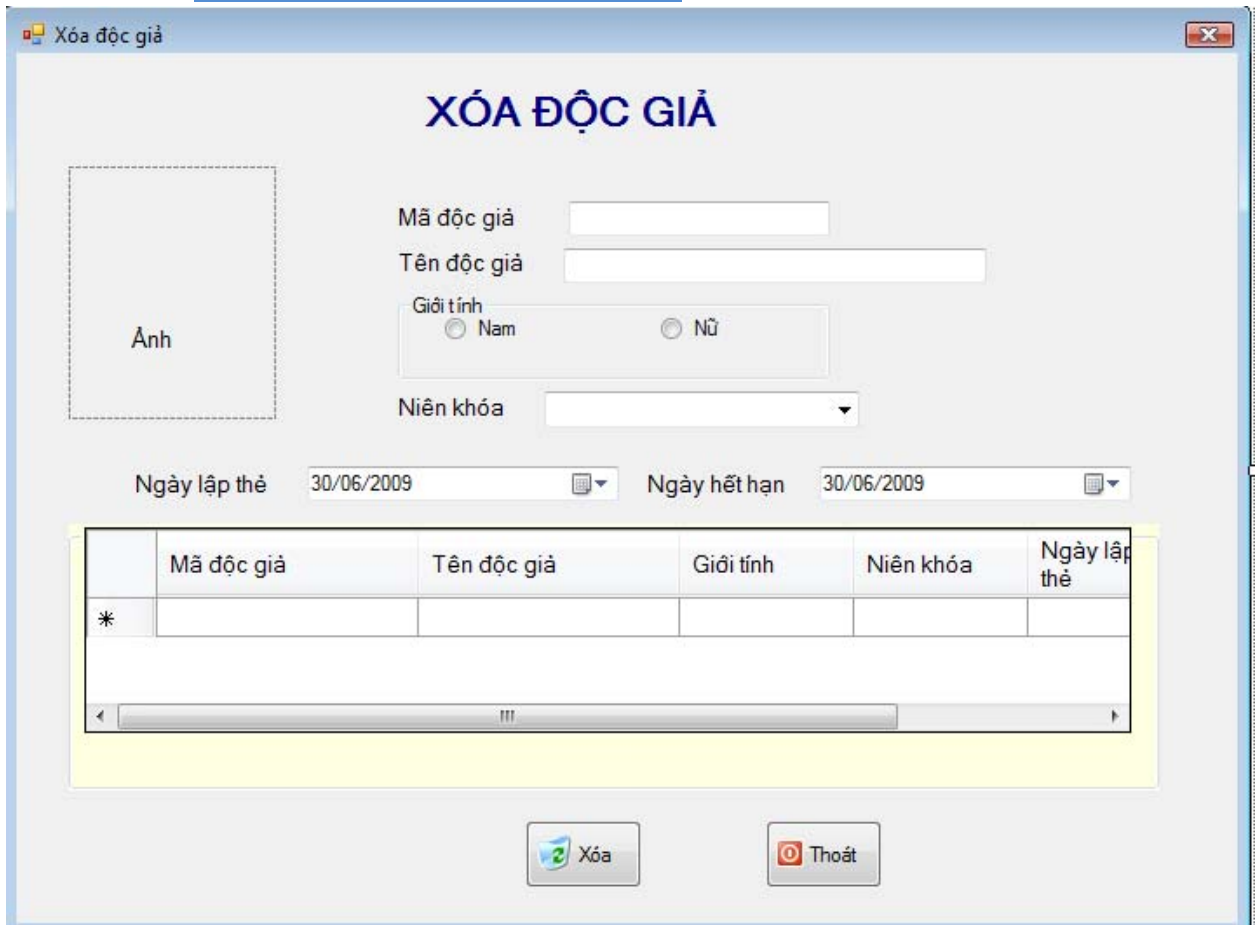 Xóa độc giả
XÓA ĐỘC GIẢ
Mã độc giả
Tên độc giả
Giới tính
Nam Nữ
Ảnh
Niên khóa
Ngày lập thẻ 30/06/2009 Ngày hết hạn 30/06/2009
Mã độc giả Tên độc giả Giới tính Niên khóa Ngày lập
thẻ
Xóa Thoát